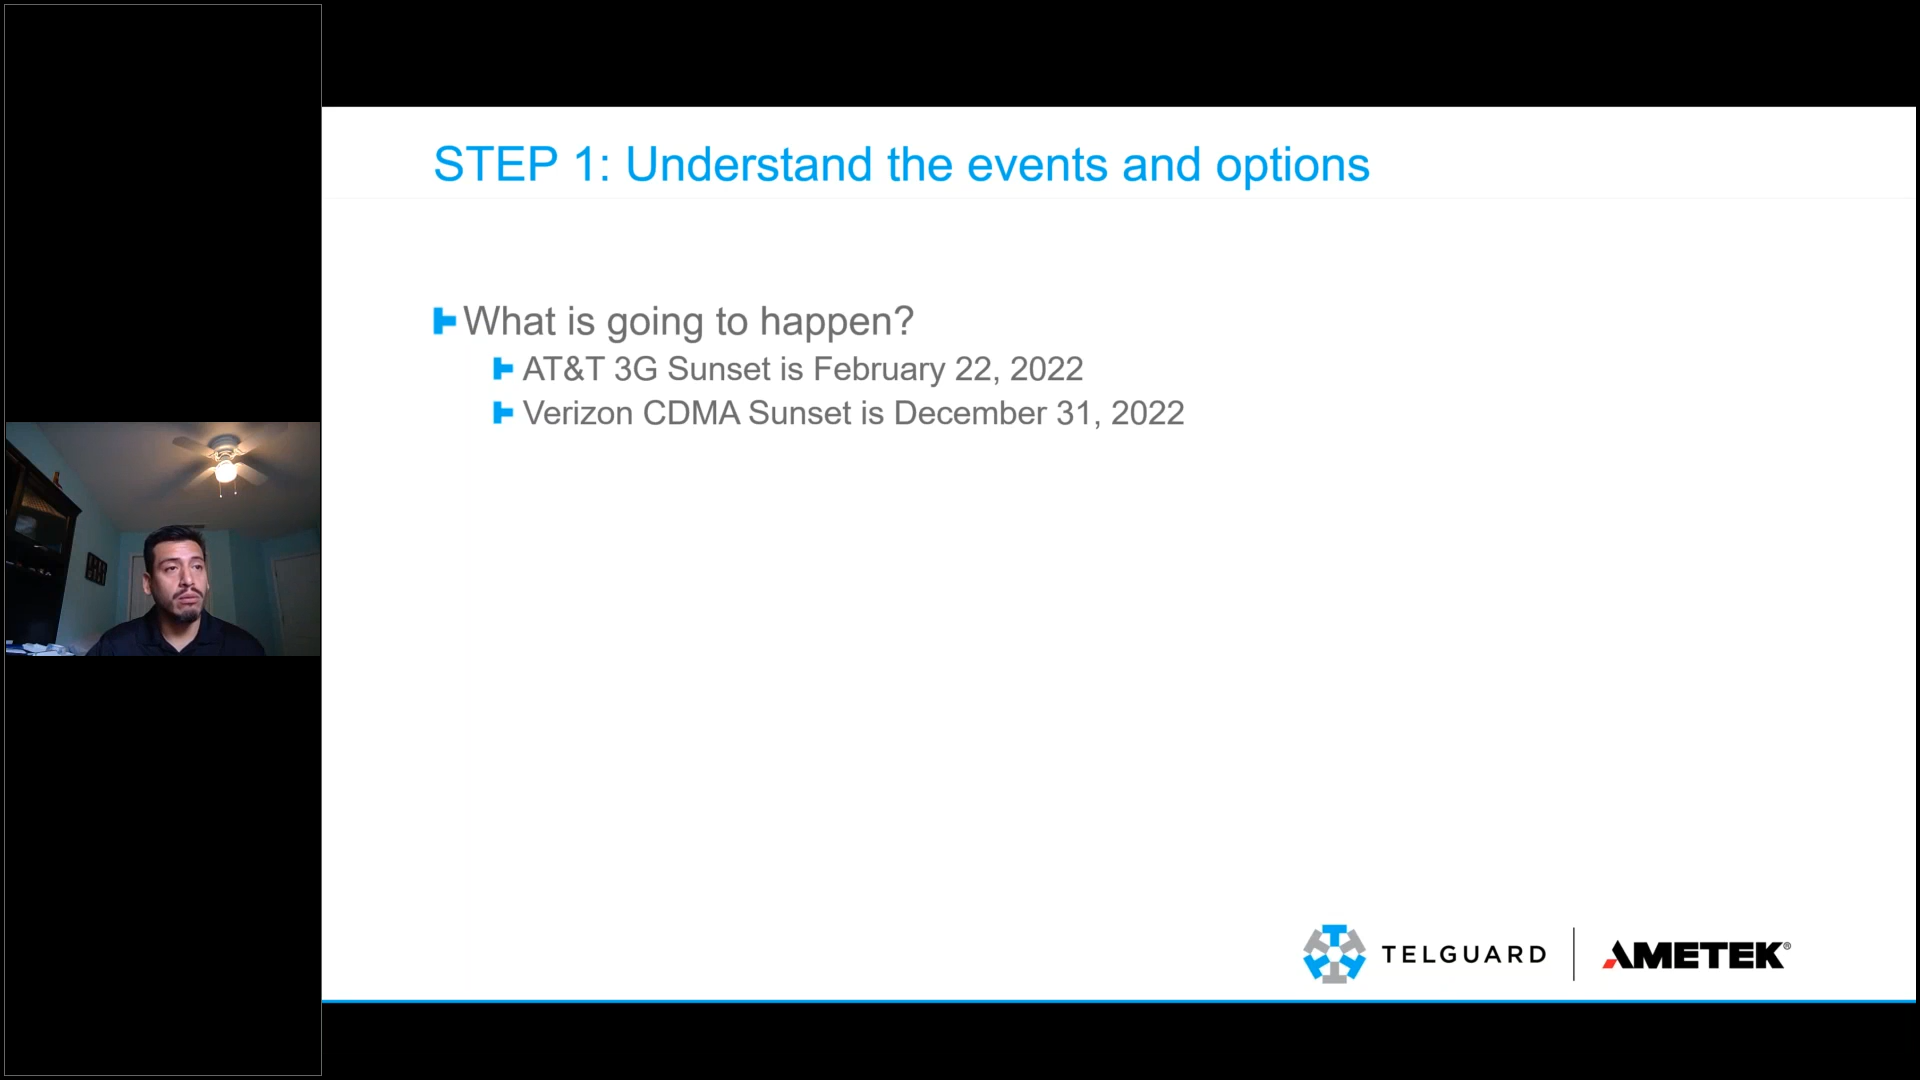 STEP 1: Understand the events and options
What is going to happen?
AT&T 3G Sunset is February 22, 2022
Verizon CDMA Sunset is December 31, 2022
TELGUARD
AMETEK®